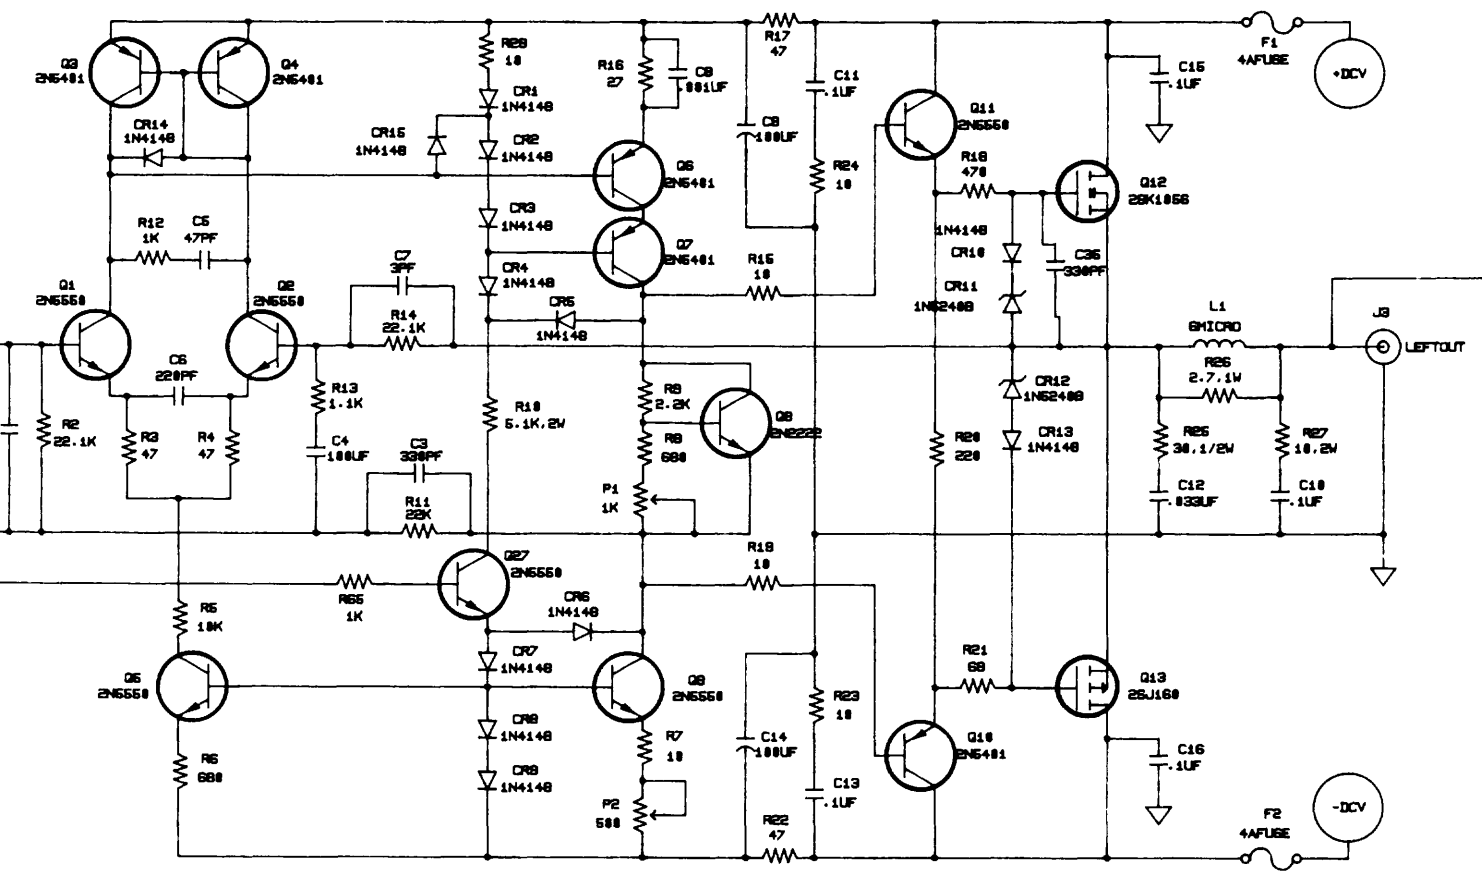 Q3
2N5401
Q4
2N5401
CR14
1N4148
R12
1K
C5
47PF
Q1
2N5550
Q2
2N5550
C6
220PF
R2
22.1K
R3
47
R4
47
R13
1.1K
C4
100UF
C7
3PF
R14
22.1K
C3
330PF
R11
22K
R5
10K
Q5
2N5550
R6
680
R65
1K
Q27
2N5550
R28
10
CR1
1N4148
CR15
1N4148
CR2
1N4148
CR3
1N4148
CR4
1N4148
CR5
1N4148
R10
5.1K,2W
CR6
1N4148
CR7
1N4148
CR8
1N4148
CR9
1N4148
R16
27
C8
.001UF
Q6
2N5401
Q7
2N5401
R9
2.2K
R8
680
P1
1K
Q8
2N2222
Q9
2N5550
R7
10
P2
500
R17
47
C9
100UF
C11
.1UF
R24
10
R15
10
R19
10
C14
100UF
R23
10
C13
.1UF
R22
47
Q11
2N5550
R18
470
1N4148
CR10
CR11
1N5240B
C36
330PF
CR12
1N5240B
CR13
1N4148
R20
220
R21
68
Q10
2N5401
Q12
2SK1056
Q13
2SJ160
C15
.1UF
C16
.1UF
F1
4AFUSE
+DCV
L1
6MICRO
R26
2.7,1W
R25
30,1/2W
C12
.033UF
R27
10,2W
C10
.1UF
J3
LEFTOUT
F2
4AFUSE
-DCV